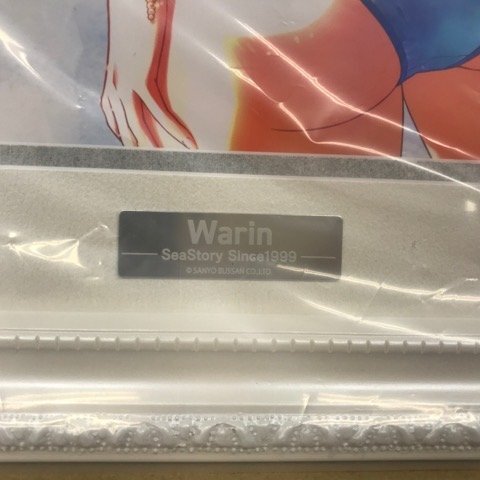 Warin
SeaStory Since1999
© SANYO BUSSAN CO.,LTD